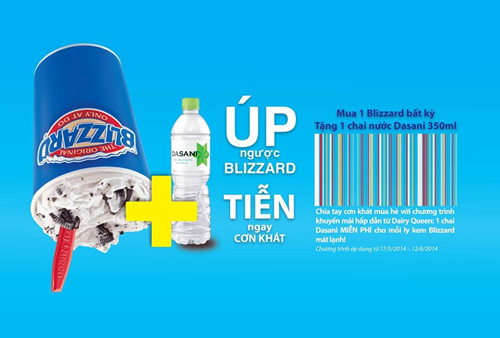 THE ORIGINAL
BLIZZARD
ONLY AT DQ
DASANI
ÚP
ngược
BLIZZARD
TIỄN
ngay
CƠN KHÁT
Mua 1 Blizzard bất kỳ
Tặng 1 chai nước Dasani 350ml
Chia tay cơn khát mùa hè với chương trình
khuyến mãi hấp dẫn từ Dairy Queen: 1 chai
Dasani MIỄN PHÍ cho mỗi ly kem Blizzard
mát lạnh!
Chương trình áp dụng từ 17/5/2014 – 12/6/2014